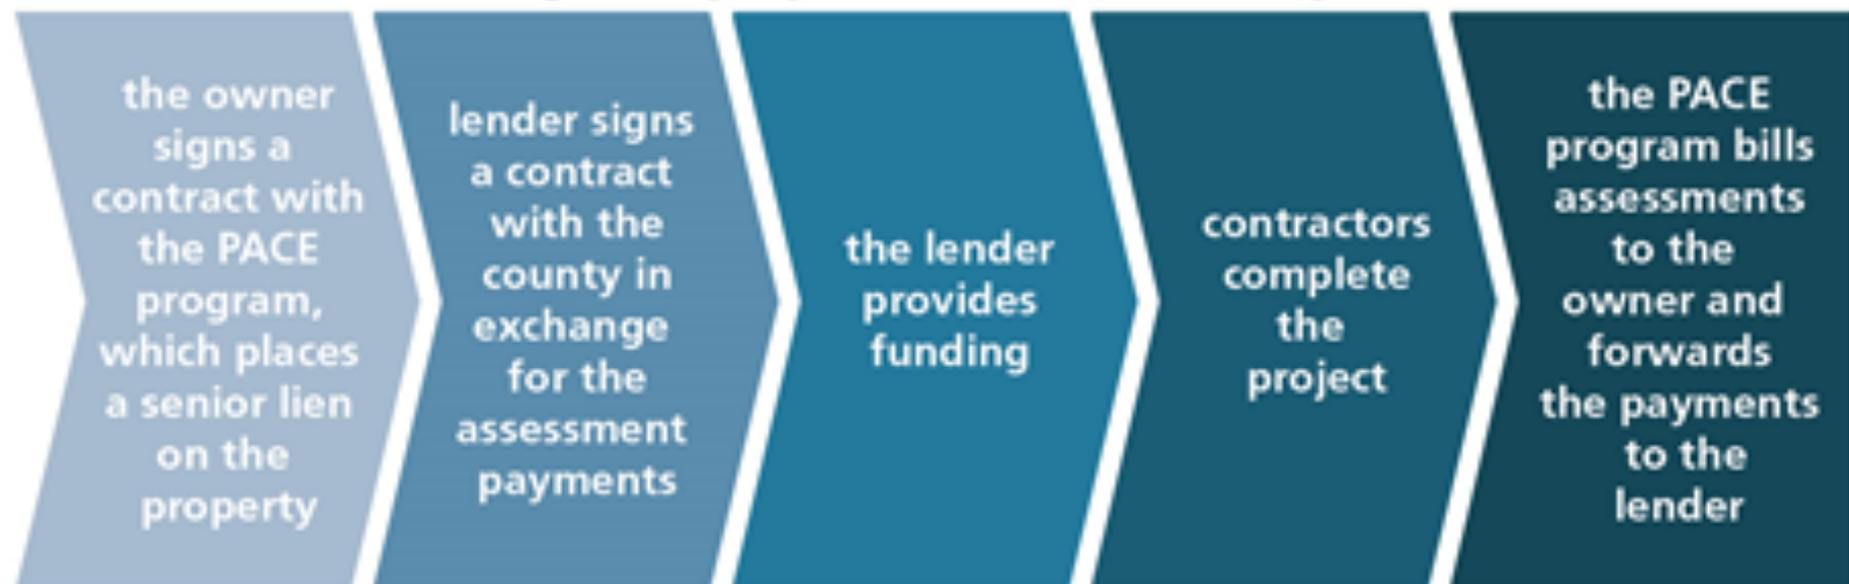 the owner
signs a
contract with
the PACE
program,
which places
a senior lien
on the
property
lender signs
a contract
with the
county in
exchange
for the
assessment
payments
the lender
provides
funding
contractors
complete
the
project
the PACE
program bills
assessments
to the
owner and
forwards
the payments
to the
lender